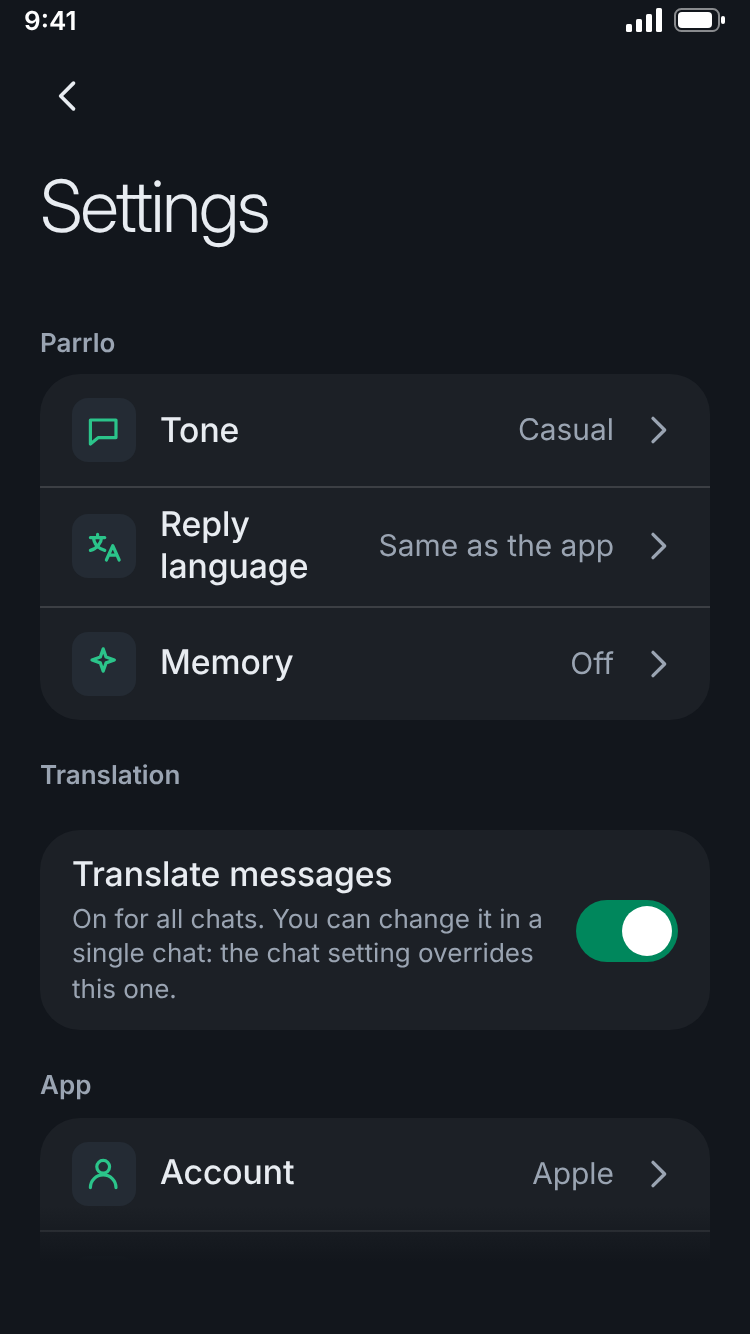 9:41
Settings
Parrlo
Tone
Casual
Reply
language
Same as the app
Memory
Off
Translation
Translate messages
On for all chats. You can change it in a
single chat: the chat setting overrides
this one.
App
Account
Apple